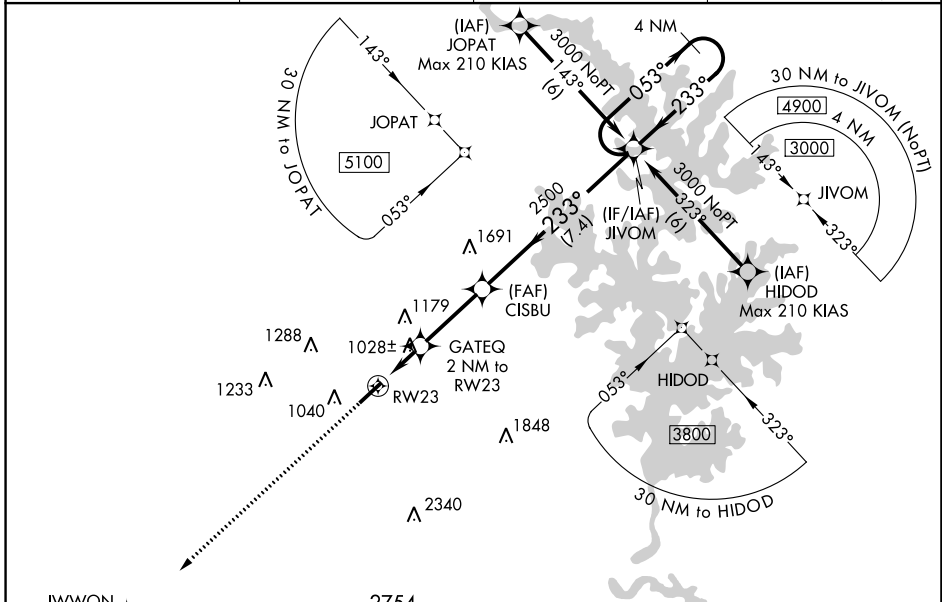 (IAF)
JOPAT
Max 210 KIAS
3000 NoPT
143°
(6)
4 NM
053°
233°
30 NM to JOPAT
143°
JOPAT
5100
053°
30 NM to JIVOM (NoPT)
4900
4 NM
3000
143°
JIVOM
323°
3000 NoPT
323°
(6)
(IF/IAF)
JIVOM
2500
233°
(7.4)
(IAF)
HIDOD
Max 210 KIAS
1691
(FAF)
CISBU
1179
1288
1028±
GATEQ
2 NM to
RW23
1233
1040
RW23
053°
HIDOD
323°
3800
30 NM to HIDOD
1848
2340
2754